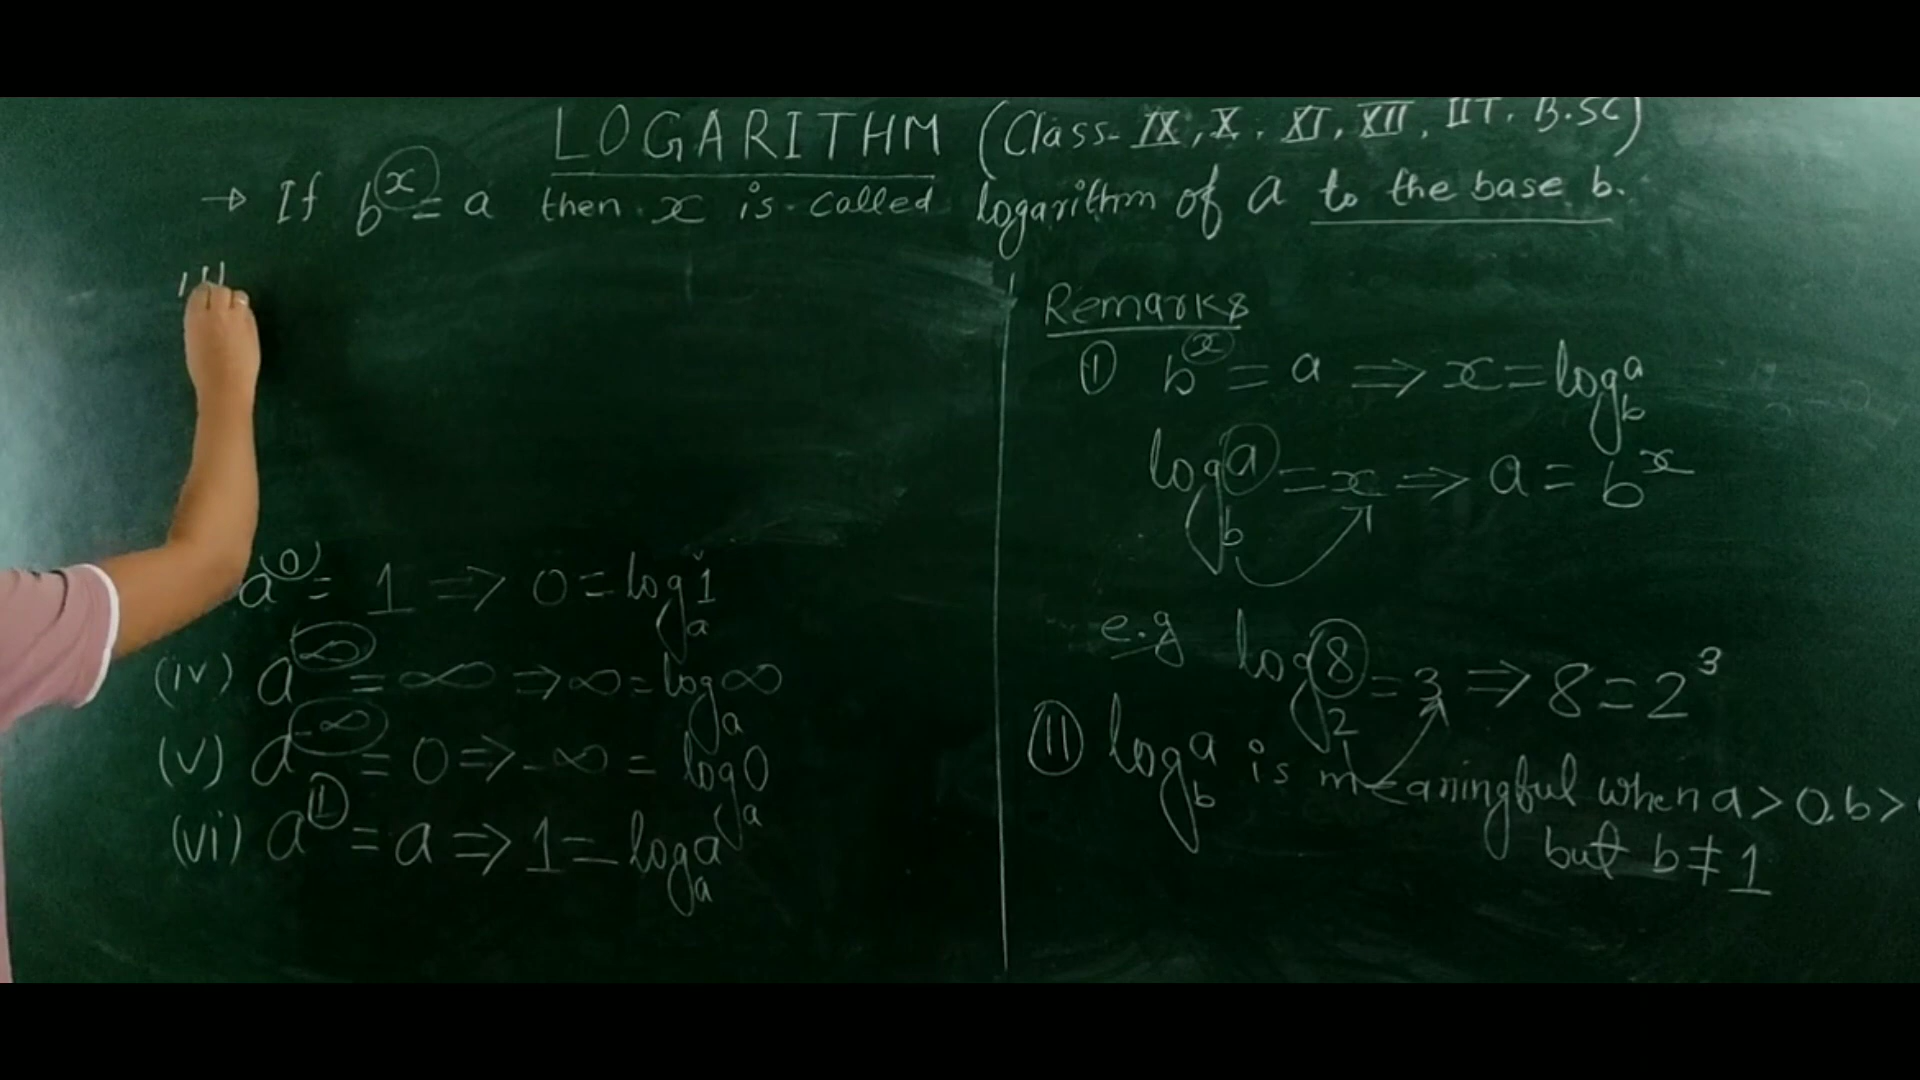 LOGARITHM (Class- IX, X, XI, XII, IIT, B.SC)
→ If b^x = a then x is called logarithm of a to the base b.
a^0 = 1 ⇒ 0 = log_a 1
(iv) a^∞ = ∞ ⇒ ∞ = log_a ∞
(v) a^-∞ = 0 ⇒ -∞ = log_a 0
(vi) a^1 = a ⇒ 1 = log_a a
Remarks
(I) b^x = a ⇒ x = log_b a
log_b a = x ⇒ a = b^x
e.g log_2 8 = 3 ⇒ 8 = 2^3
(II) log_b a is meaningful when a > 0, b >
but b ≠ 1